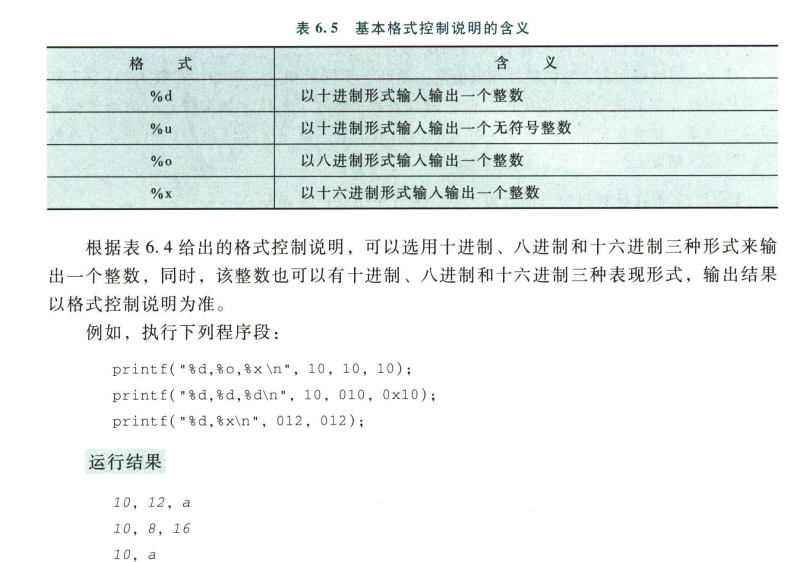 表 6.5 基本格式控制说明的含义
格 式 含 义
%d 以十进制形式输入输出一个整数
%u 以十进制形式输入输出一个无符号整数
%o 以八进制形式输入输出一个整数
%x 以十六进制形式输入输出一个整数
根据表 6.4 给出的格式控制说明，可以选用十进制、八进制和十六进制三种形式来输
出一个整数，同时，该整数也可以有十进制、八进制和十六进制三种表现形式，输出结果
以格式控制说明为准。
例如，执行下列程序段：
printf("%d,%o,%x\n", 10, 10, 10);
printf("%d,%d,%d\n", 10, 010, 0x10);
printf("%d,%x\n", 012, 012);
运行结果
10, 12, a
10, 8, 16
10, a